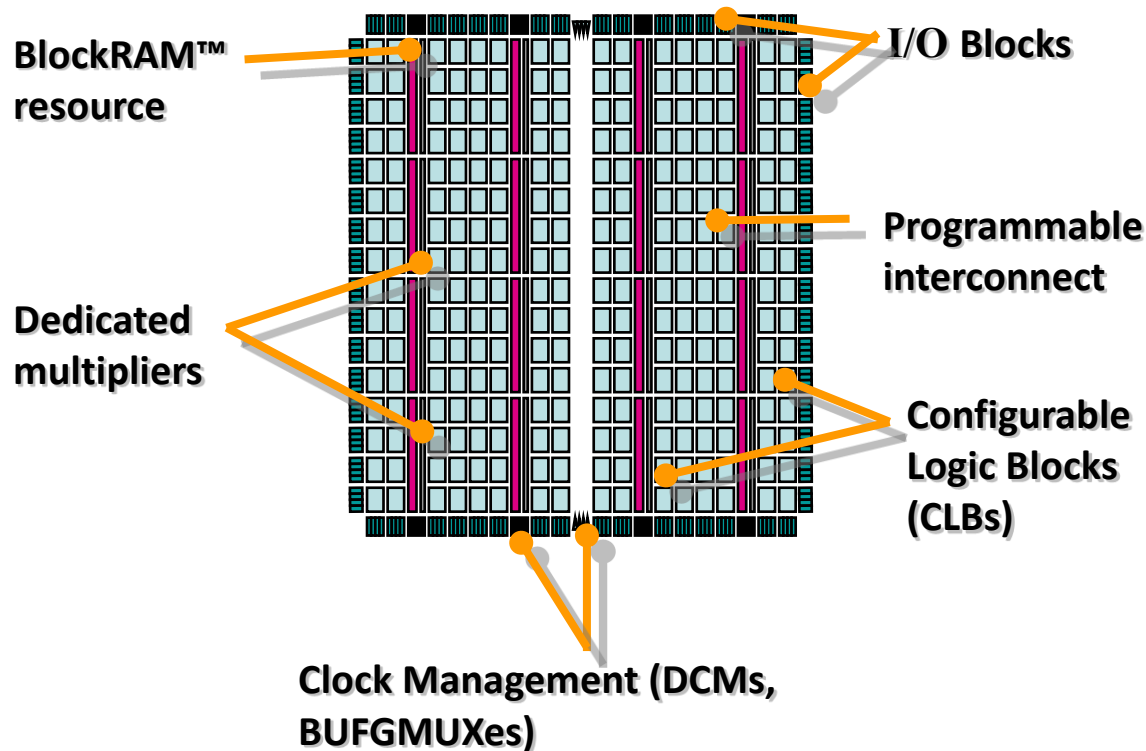 BlockRAM™
resource
I/O Blocks
Programmable
interconnect
Dedicated
multipliers
Configurable
Logic Blocks
(CLBs)
Clock Management (DCMs,
BUFGMUXes)